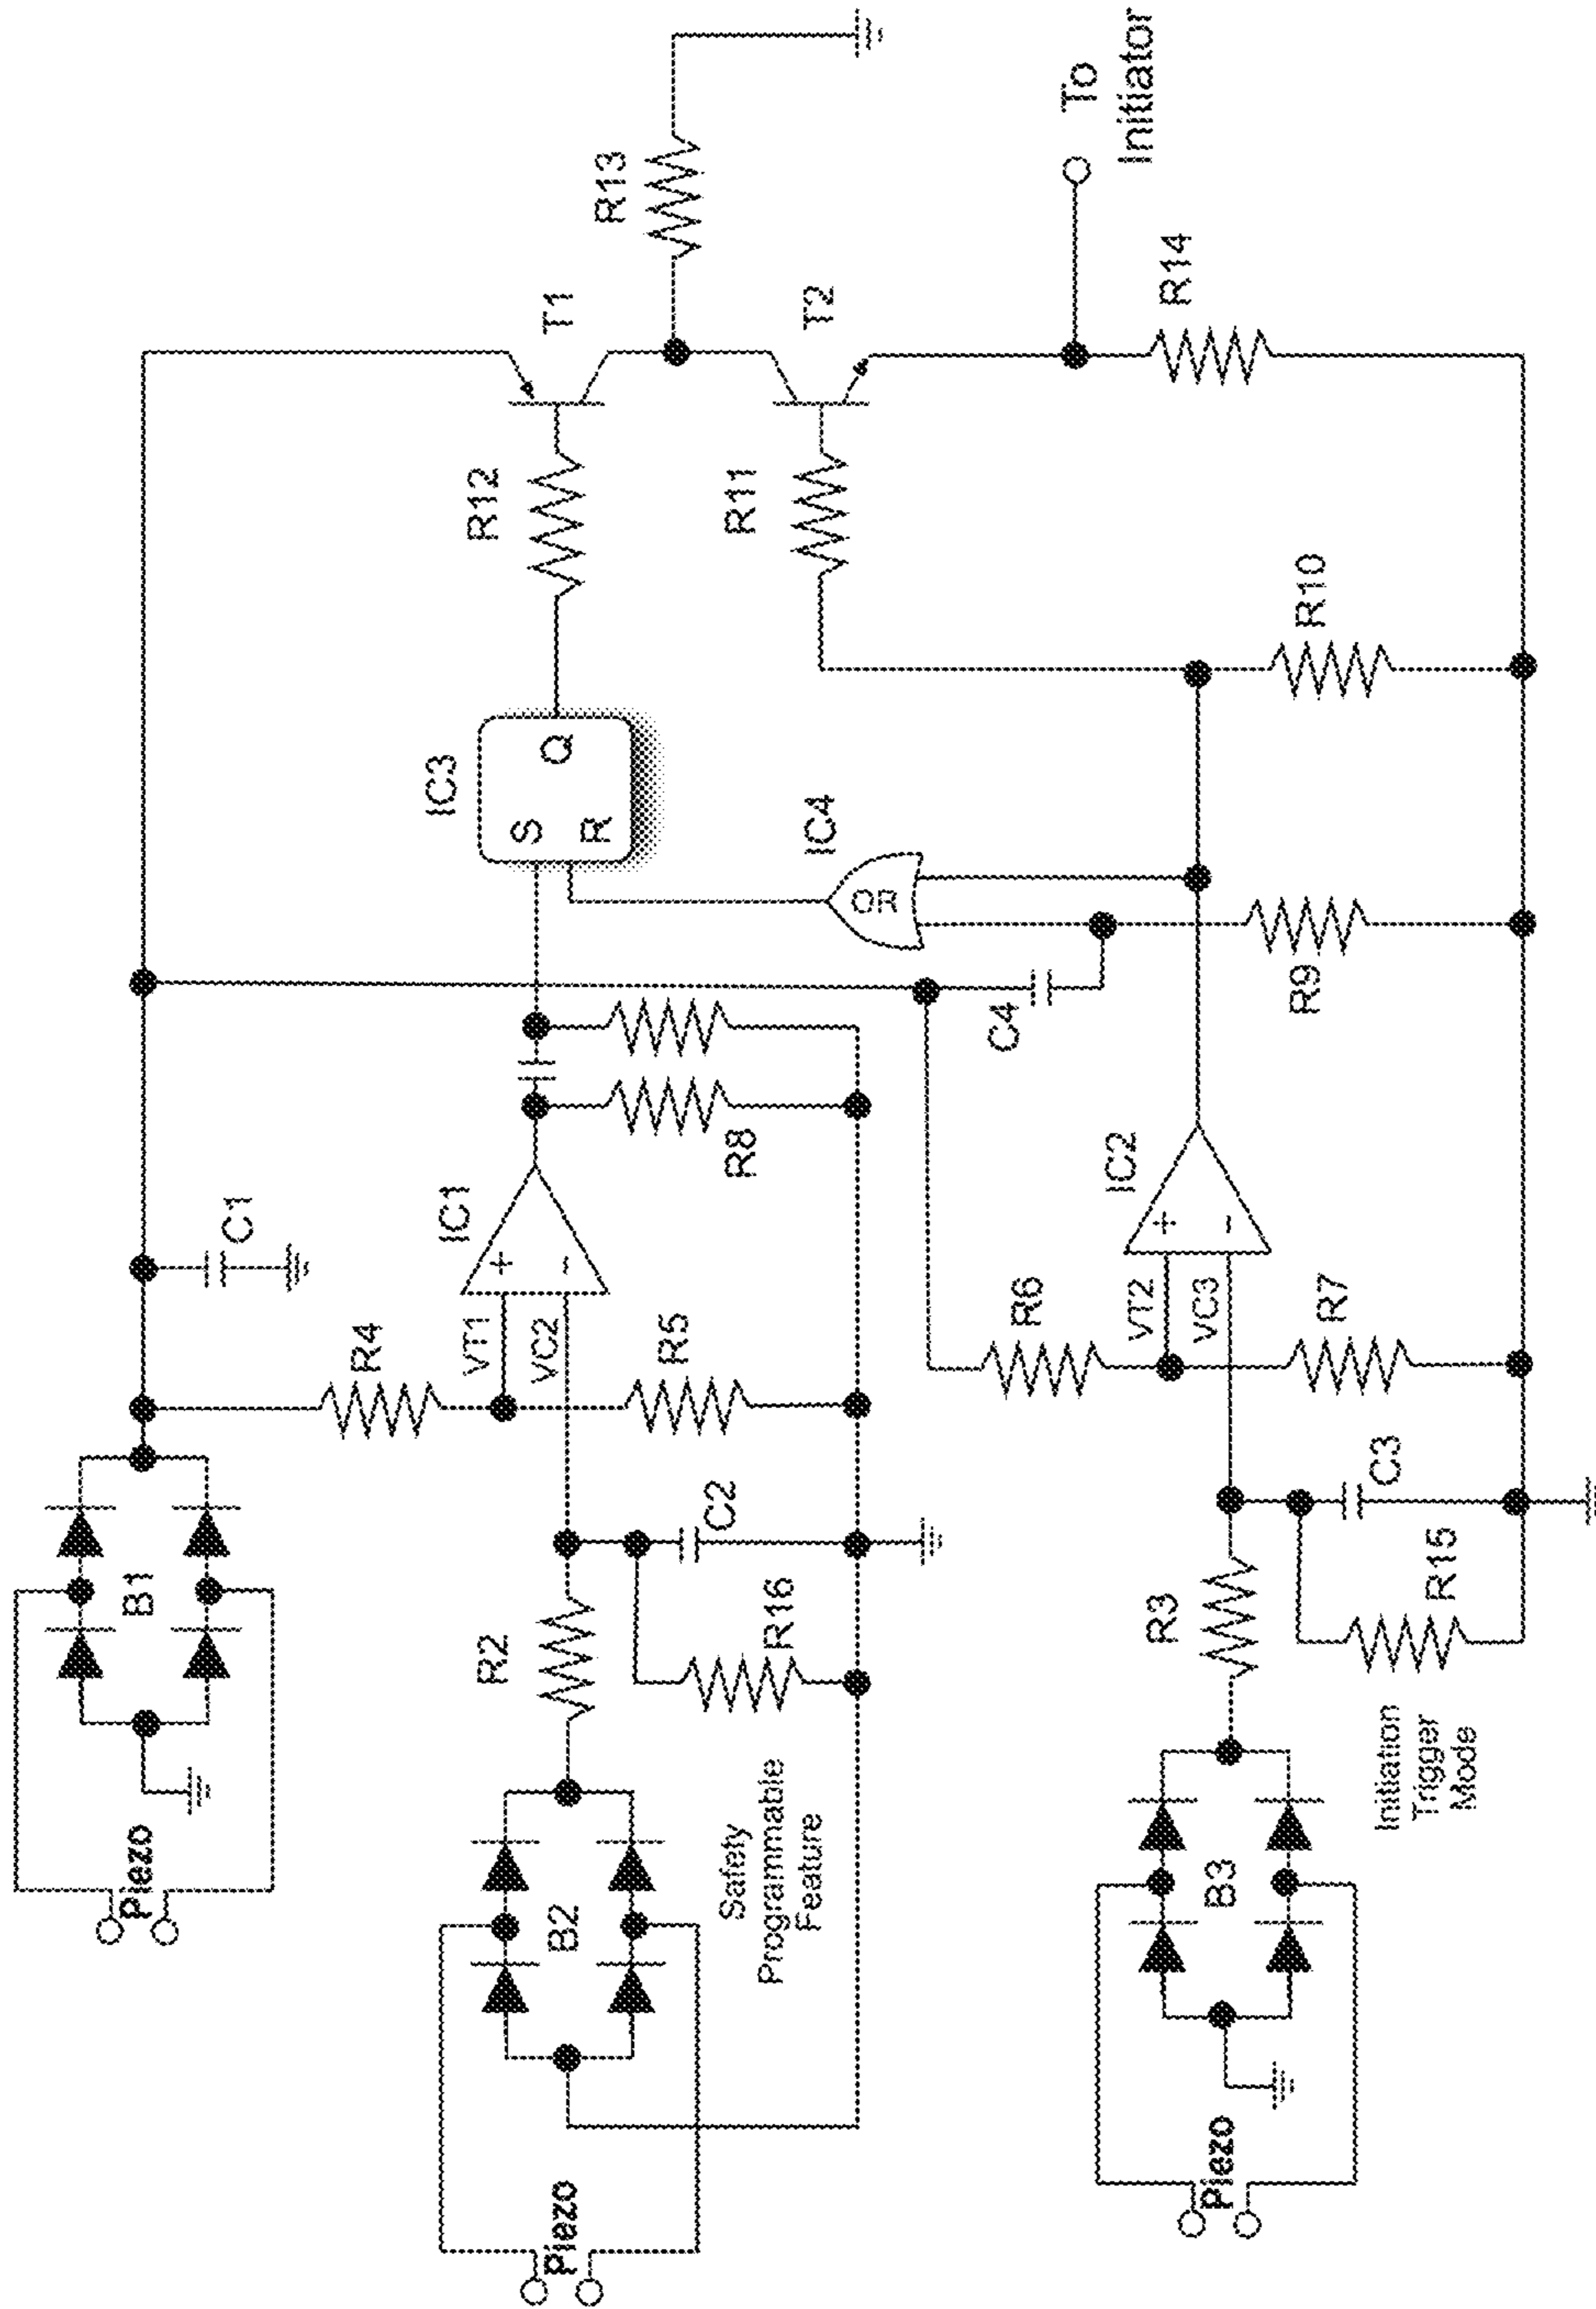 Piezo
B1
C1
R4
VT1
VC2
IC1
+
-
R5
R8
IC3
S
R
Q
R12
T1
R13
Piezo
B2
R2
C2
R16
Safety
Programmable
Feature
IC4
OR
R11
T2
C4
R9
R6
VT2
VC3
IC2
+
-
R7
R10
R14
To
Initiator
Piezo
B3
R3
C3
R15
Initiation
Trigger
Mode